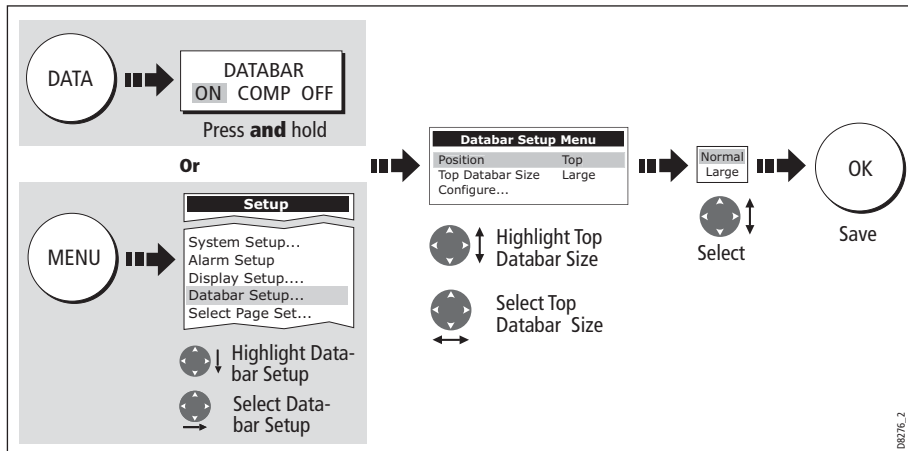 DATA
DATABAR
ON COMP OFF
Press and hold
Or
MENU
Setup
System Setup...
Alarm Setup
Display Setup....
Databar Setup...
Select Page Set...
Highlight Data-
bar Setup
Select Data-
bar Setup
Databar Setup Menu
Position Top
Top Databar Size Large
Configure...
Highlight Top
Databar Size
Select Top
Databar Size
Normal
Large
Select
OK
Save
D8276_2